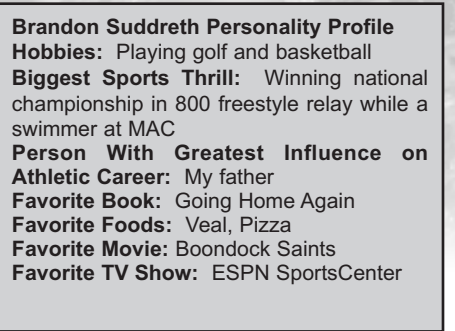 Brandon Suddreth Personality Profile
Hobbies: Playing golf and basketball
Biggest Sports Thrill: Winning national
championship in 800 freestyle relay while a
swimmer at MAC
Person With Greatest Influence on
Athletic Career: My father
Favorite Book: Going Home Again
Favorite Foods: Veal, Pizza
Favorite Movie: Boondock Saints
Favorite TV Show: ESPN SportsCenter